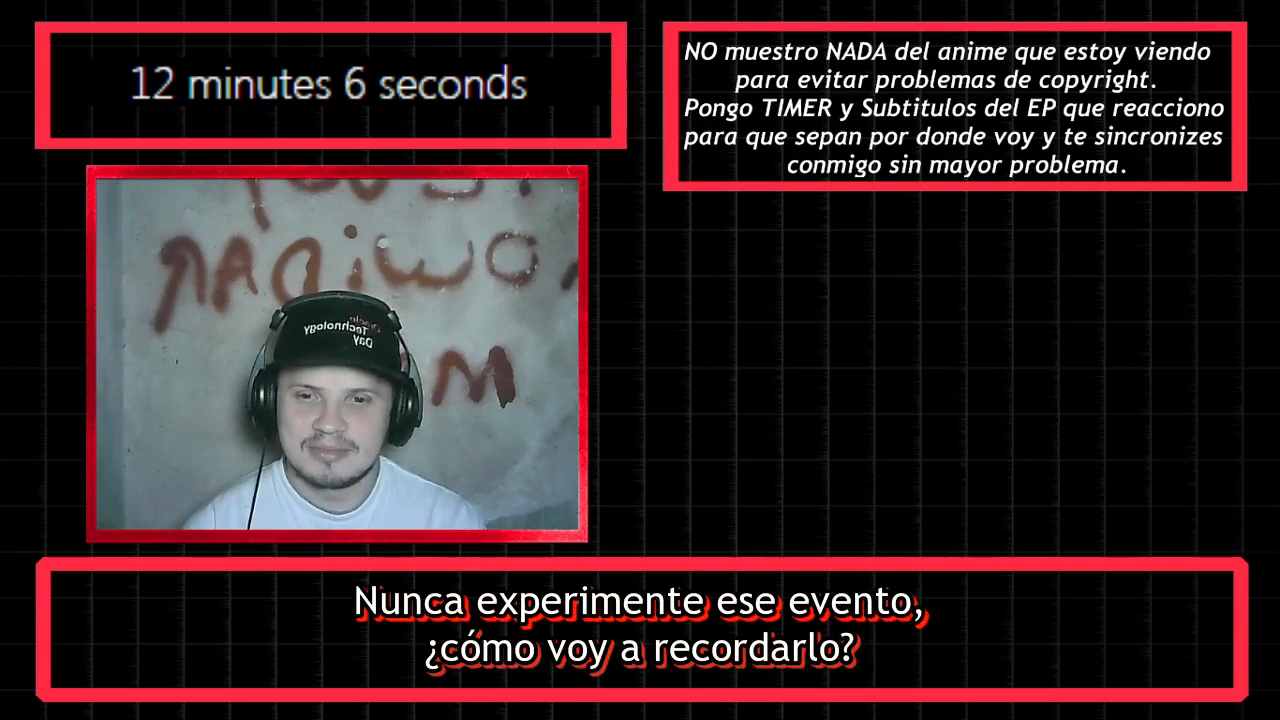 12 minutes 6 seconds
NO muestro NADA del anime que estoy viendo
para evitar problemas de copyright.
Pongo TIMER y Subtitulos del EP que reacciono
para que sepan por donde voy y te sincronizes
conmigo sin mayor problema.
Technology
Day
Nunca experimente ese evento,
¿cómo voy a recordarlo?